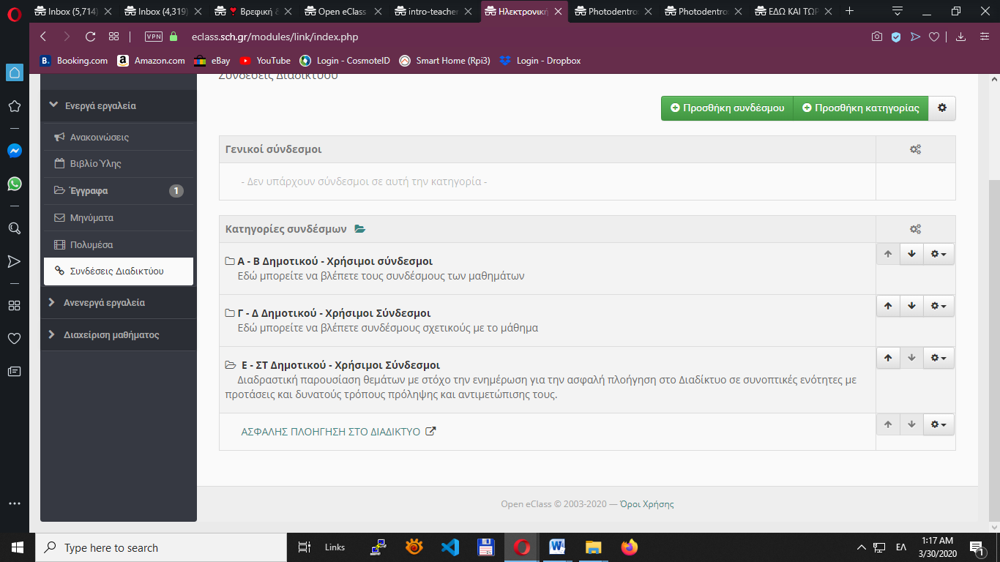 Inbox (5,714)
Inbox (4,319)
Βρεφική &
Open eClass
intro-teacher
Ηλεκτρονική
Photodentro
Photodentro
ΕΔΩ ΚΑΙ ΤΩΡ
VPN
eclass.sch.gr/modules/link/index.php
Booking.com
Amazon.com
eBay
YouTube
Login - CosmoteID
Smart Home (Rpi3)
Login - Dropbox
Συνδέσεις Διαδικτύου
Ενεργά εργαλεία
Ανακοινώσεις
Βιβλίο Ύλης
Έγγραφα 1
Μηνύματα
Πολυμέσα
Συνδέσεις Διαδικτύου
Ανενεργά εργαλεία
Διαχείριση μαθήματος
Προσθήκη συνδέσμου
Προσθήκη κατηγορίας
Γενικοί σύνδεσμοι
- Δεν υπάρχουν σύνδεσμοι σε αυτή την κατηγορία -
Κατηγορίες συνδέσμων
Α - Β Δημοτικού - Χρήσιμοι σύνδεσμοι
Εδώ μπορείτε να βλέπετε τους συνδέσμους των μαθημάτων
Γ - Δ Δημοτικού - Χρήσιμοι Σύνδεσμοι
Εδώ μπορείτε να βλέπετε συνδέσμους σχετικούς με το μάθημα
Ε - ΣΤ Δημοτικού - Χρήσιμοι Σύνδεσμοι
Διαδραστική παρουσίαση θεμάτων με στόχο την ενημέρωση για την ασφαλή πλοήγηση στο Διαδίκτυο σε συνοπτικές ενότητες με
προτάσεις και δυνατούς τρόπους πρόληψης και αντιμετώπισης τους.
ΑΣΦΑΛΗΣ ΠΛΟΗΓΗΣΗ ΣΤΟ ΔΙΑΔΙΚΤΥΟ
Open eClass © 2003-2020 — Όροι Χρήσης
Type here to search
Links
ΕΛ
1:17 AM
3/30/2020
1